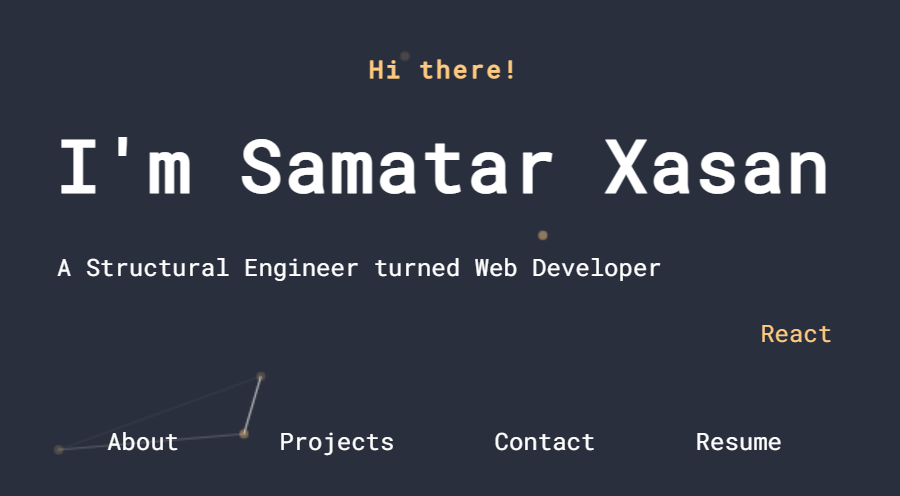 Hi there!
I'm Samatar Xasan
A Structural Engineer turned Web Developer
React
About Projects Contact Resume